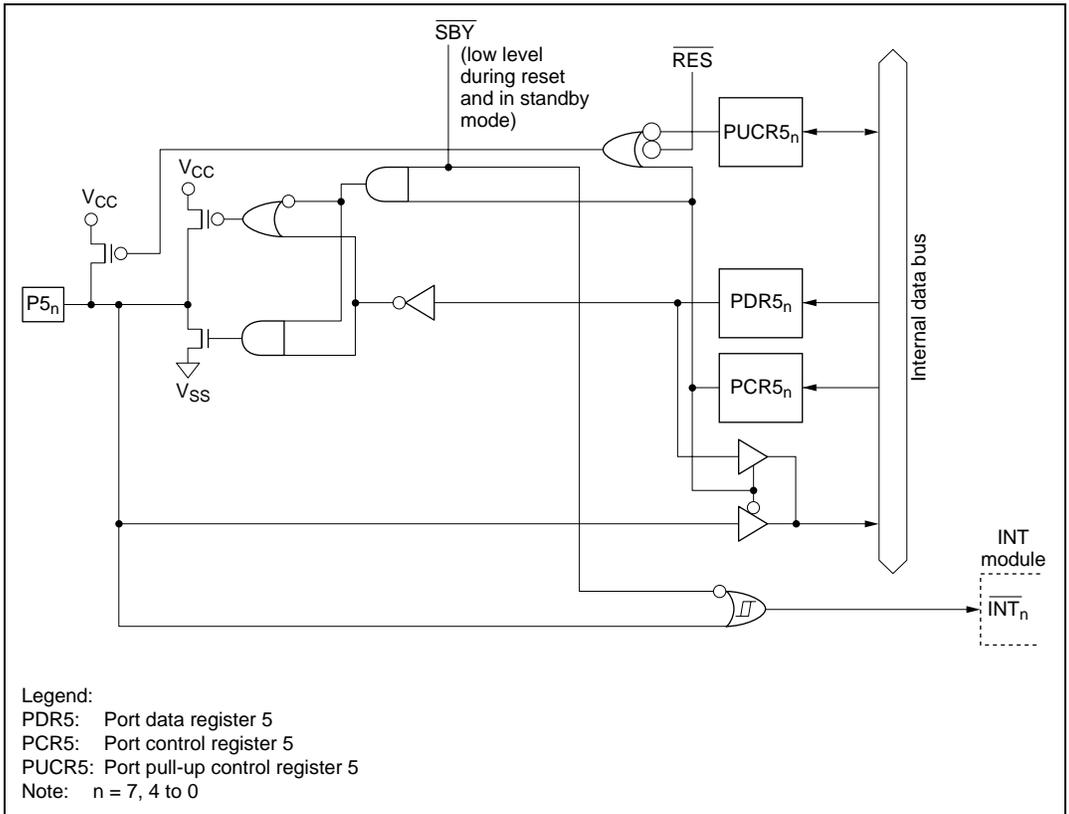 SBY
(low level
during reset
and in standby
mode)
RES
PUCR5n
VCC
VCC
P5n
PDR5n
PCR5n
VSS
Internal data bus
INT
module
INTn
Legend:
PDR5: Port data register 5
PCR5: Port control register 5
PUCR5: Port pull-up control register 5
Note: n = 7, 4 to 0